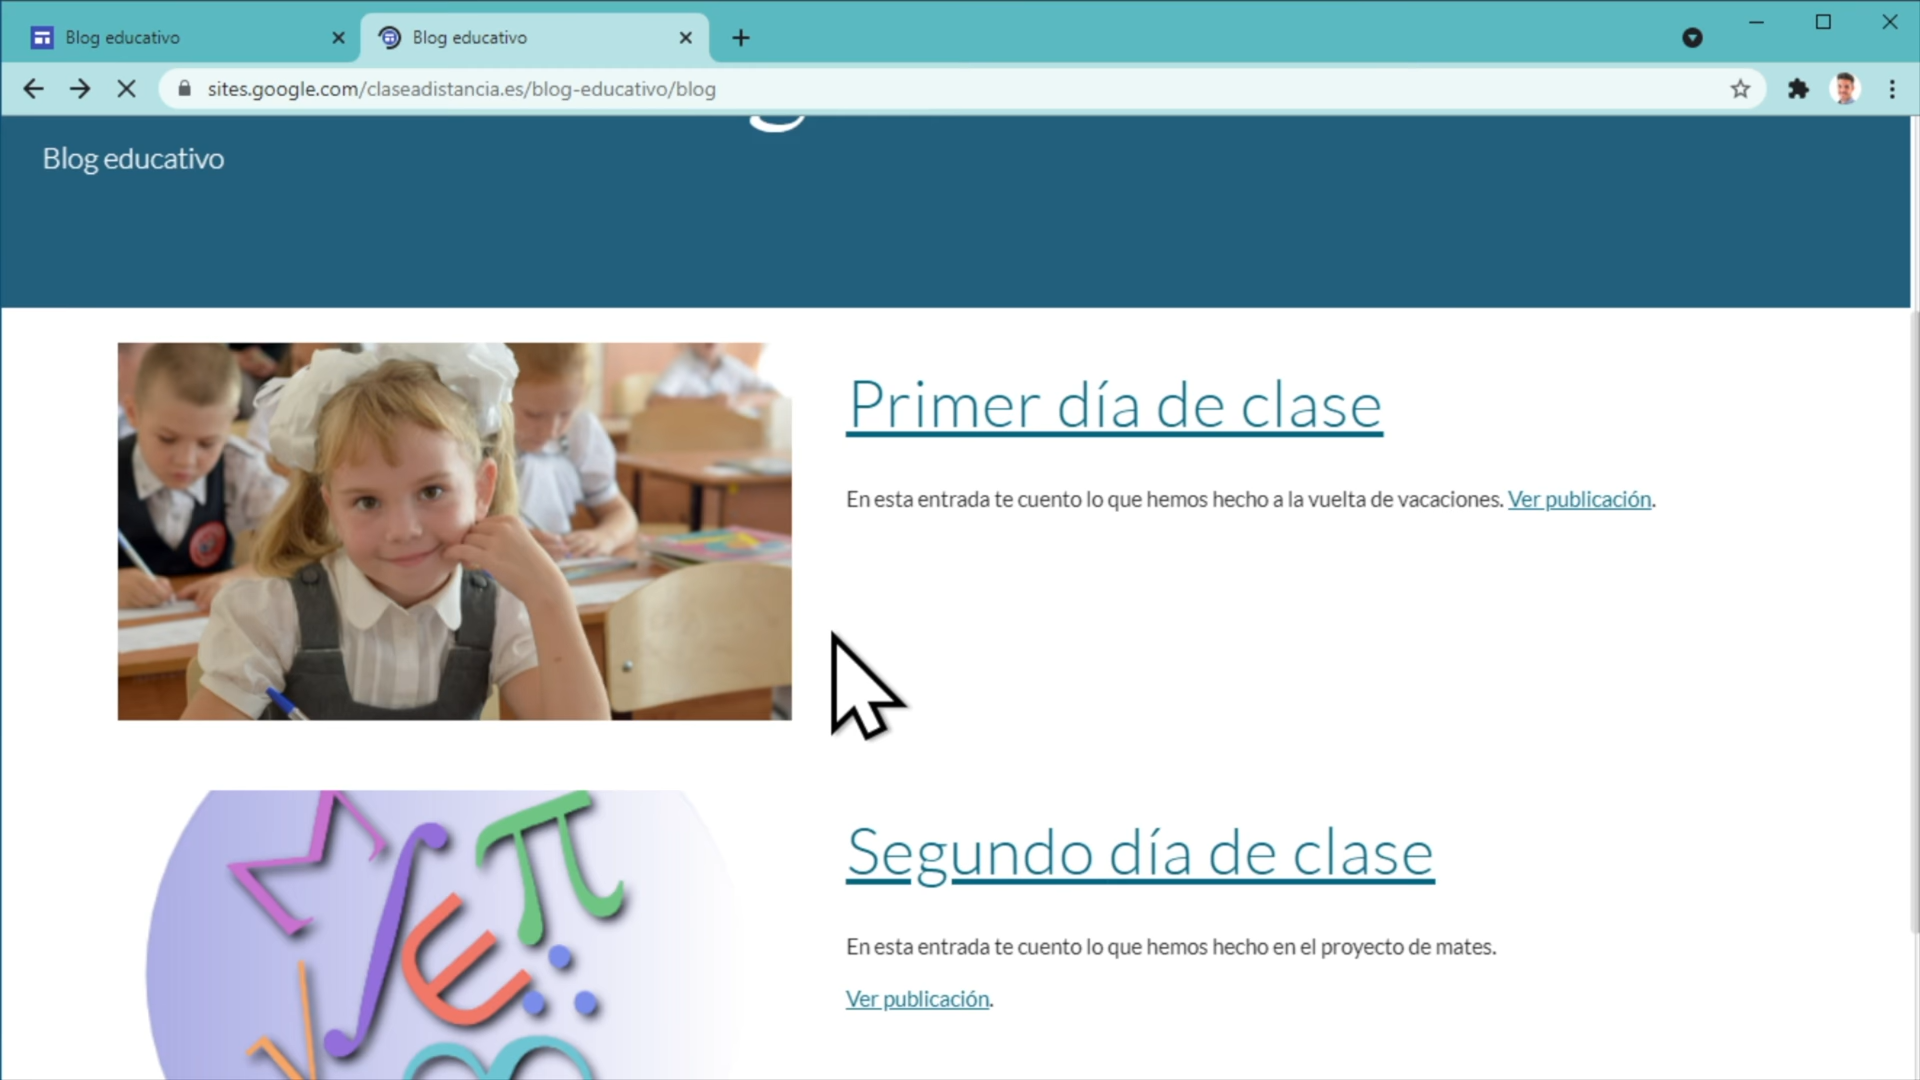 Blog educativo
Blog educativo
sites.google.com/claseadistancia.es/blog-educativo/blog
Blog educativo
Primer día de clase
En esta entrada te cuento lo que hemos hecho a la vuelta de vacaciones. Ver publicación.
Segundo día de clase
En esta entrada te cuento lo que hemos hecho en el proyecto de mates.
Ver publicación.